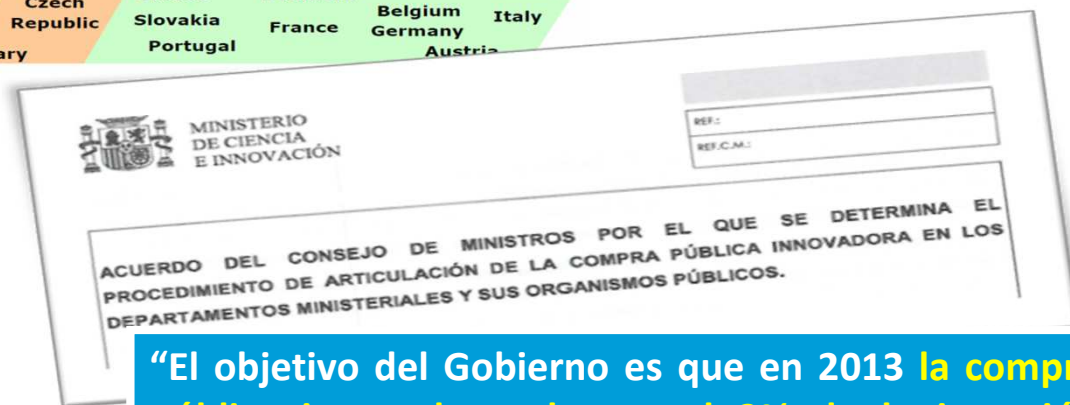 Czech
Republic
Slovakia
Portugal
France
Belgium
Germany
Austria
Italy
ary
MINISTERIO
DE CIENCIA
E INNOVACIÓN
REF.:
REF.C.M.:
ACUERDO DEL CONSEJO DE MINISTROS POR EL QUE SE DETERMINA EL
PROCEDIMIENTO DE ARTICULACIÓN DE LA COMPRA PÚBLICA INNOVADORA EN LOS
DEPARTAMENTOS MINISTERIALES Y SUS ORGANISMOS PÚBLICOS.
“El objetivo del Gobierno es que en 2013 la compr